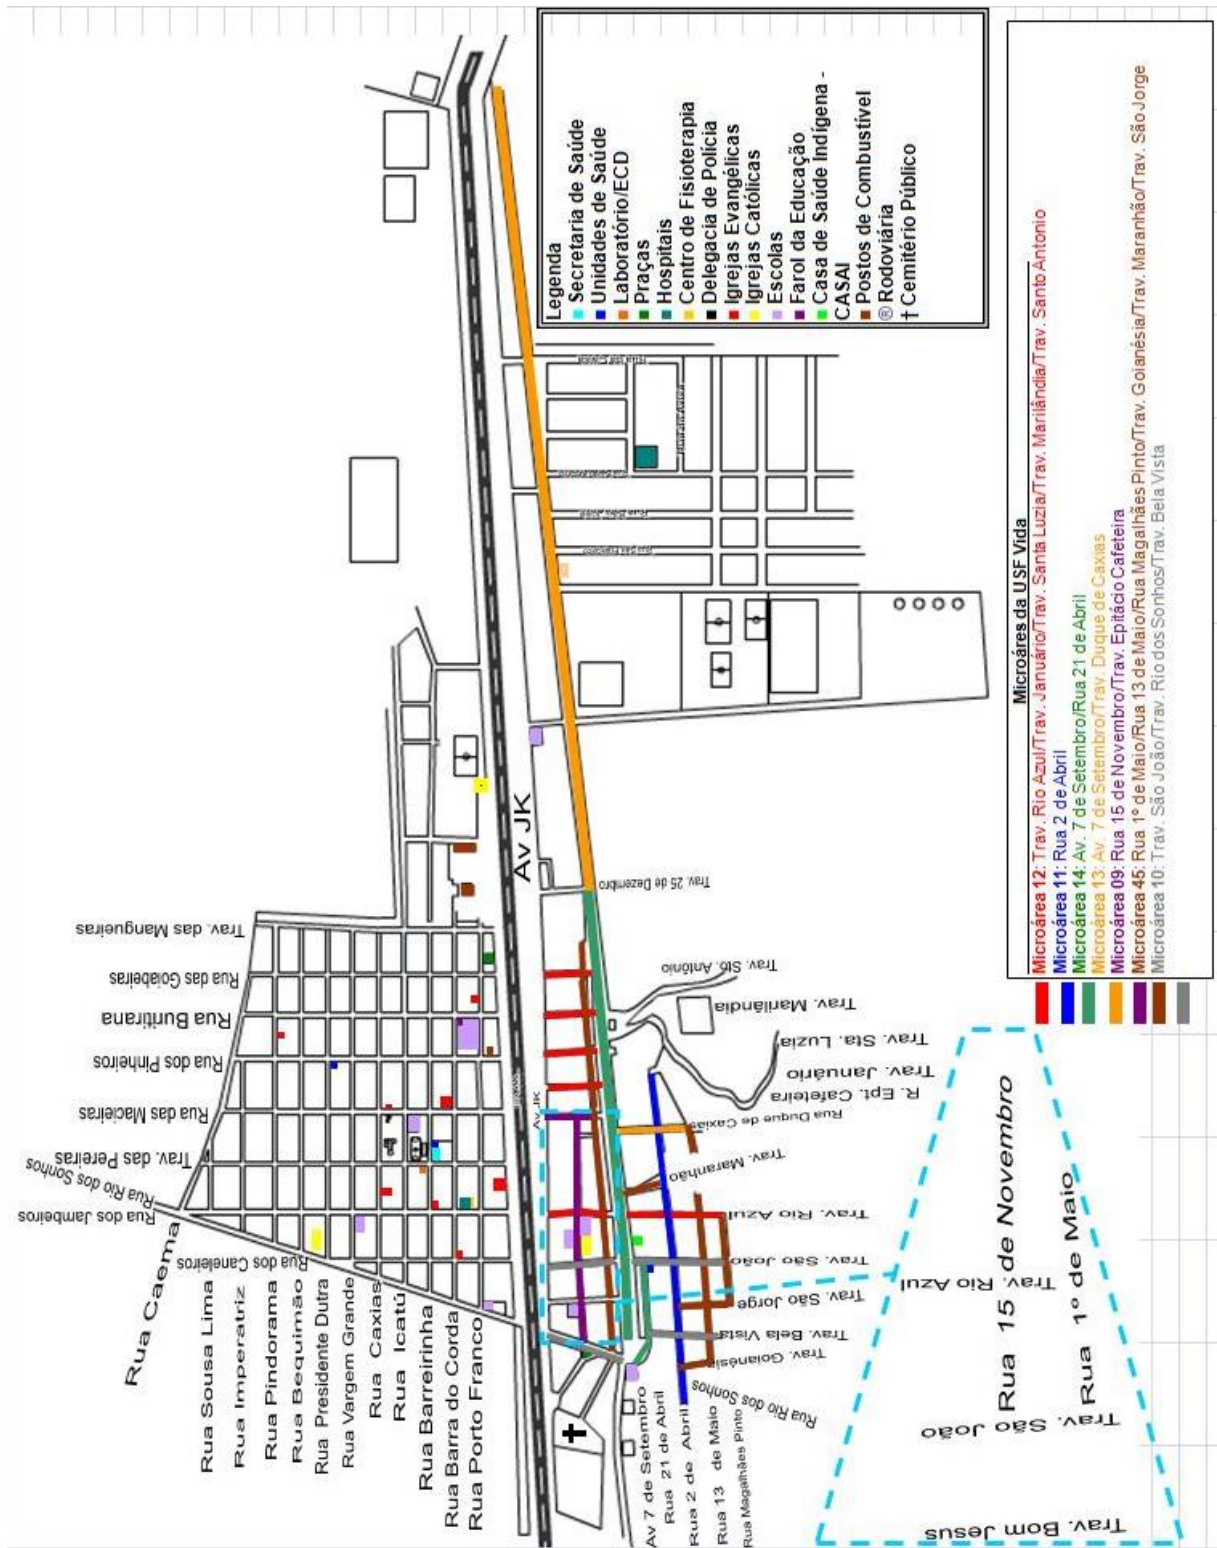 Legenda
Secretaria de Saúde
Unidades de Saúde
Laboratório/ECD
Praças
Hospitais
Centro de Fisioterapia
Delegacia de Polícia
Igrejas Evangélicas
Igrejas Católicas
Escolas
Farol da Educação
Casa de Saúde Indígena -
CASAI
Postos de Combustível
® Rodoviária
† Cemitério Público
Microáres da USF Vida
Microárea 12: Trav. Rio Azul/Trav. Januário/Trav. Santa Luzia/Trav. Marilândia/Trav. Santo Antonio
Microárea 11: Rua 2 de Abril
Microárea 14: Av. 7 de Setembro/Rua 21 de Abril
Microárea 13: Av. 7 de Setembro/Trav. Duque de Caxias
Microárea 09: Rua 15 de Novembro/Trav. Epitácio Cafeteira
Microárea 45: Rua 1º de Maio/Rua 13 de Maio/Rua Magalhães Pinto/Trav. Goianésia/Trav. Maranhão/Trav. São Jorge
Microárea 10: Trav. São João/Trav. Rio dos Sonhos/Trav. Bela Vista
Trav. das Mangueiras
Rua das Goiabeiras
Rua Buritirana
Rua dos Pinheiros
Rua das Macieiras
Trav. das Pereiras
Rua Rio dos Sonhos
Rua dos Jambeiros
Rua dos Caneleiros
Rua Caema
Rua Sousa Lima
Rua Imperatriz
Rua Pindorama
Rua Bequimão
Rua Presidente Dutra
Rua Vargem Grande
Rua Caxias
Rua Icatú
Rua Barreirinha
Rua Barra do Corda
Rua Porto Franco
Av JK
Av JK
Trav. 25 de Dezembro
Trav. Stó. Antônio
Trav. Marilândia
Trav. Sta. Luzia
Trav. Januário
R. Ept. Cafeteira
Rua Duque de Caxias
Trav. Maranhão
Trav. Rio Azul
Trav. São João
Trav. São Jorge
Trav. Bela Vista
Trav. Goianésia
Rua Rio dos Sonhos
Av 7 de Setembro
Rua 21 de Abril
Rua 2 de Abril
Rua 13 de Maio
Rua Magalhães Pinto
Rua 15 de Novembro
Rua 1º de Maio
Trav. Rio Azul
Trav. São João
Trav. Bom Jesus